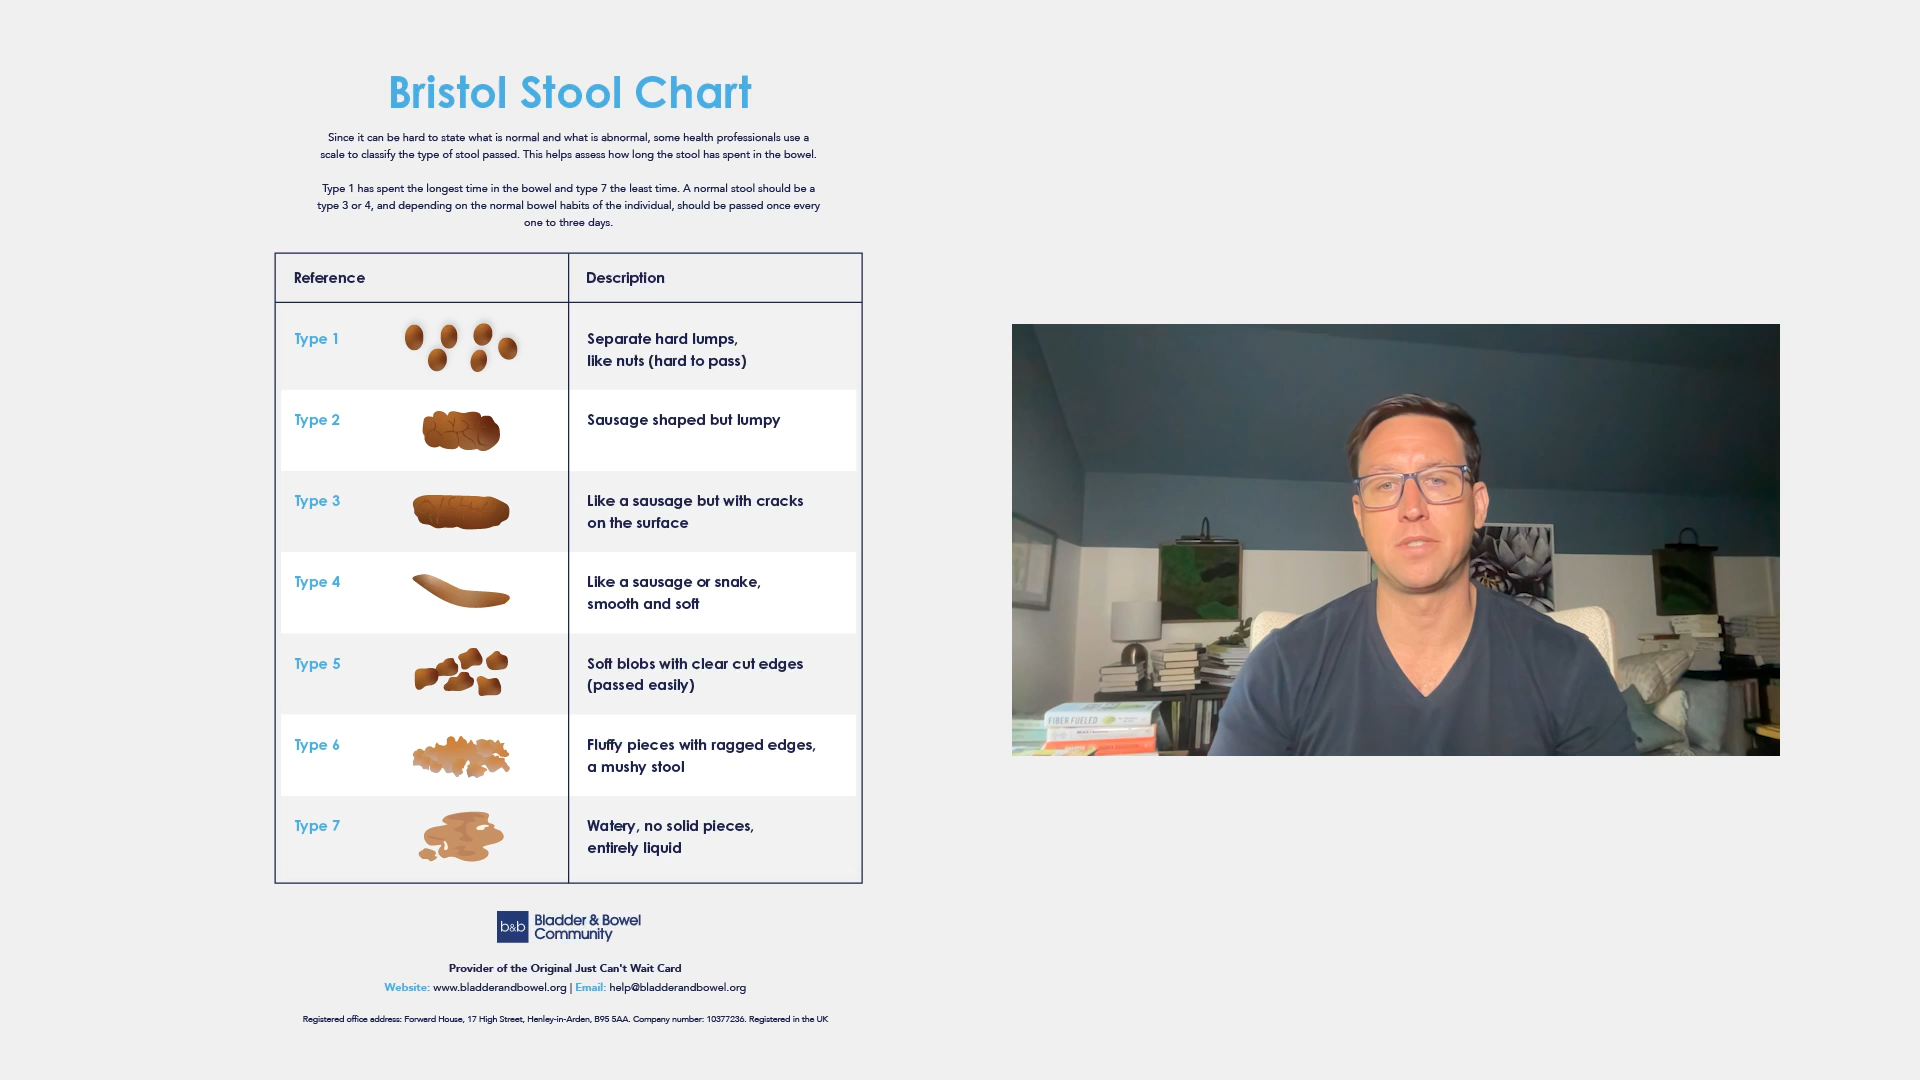 Bristol Stool Chart
Since it can be hard to state what is normal and what is abnormal, some health professionals use a
scale to classify the type of stool passed. This helps assess how long the stool has spent in the bowel.
Type 1 has spent the longest time in the bowel and type 7 the least time. A normal stool should be a
type 3 or 4, and depending on the normal bowel habits of the individual, should be passed once every
one to three days.
Reference
Description
Type 1
Separate hard lumps,
like nuts (hard to pass)
Type 2
Sausage shaped but lumpy
Type 3
Like a sausage but with cracks
on the surface
Type 4
Like a sausage or snake,
smooth and soft
Type 5
Soft blobs with clear cut edges
(passed easily)
Type 6
Fluffy pieces with ragged edges,
a mushy stool
Type 7
Watery, no solid pieces,
entirely liquid
b&b
Bladder & Bowel
Community
Provider of the Original Just Can't Wait Card
Website: www.bladderandbowel.org | Email: help@bladderandbowel.org
Registered office address: Forward House, 17 High Street, Henley-in-Arden, B95 5AA. Company number: 10377236. Registered in the UK
FIBER FUELED